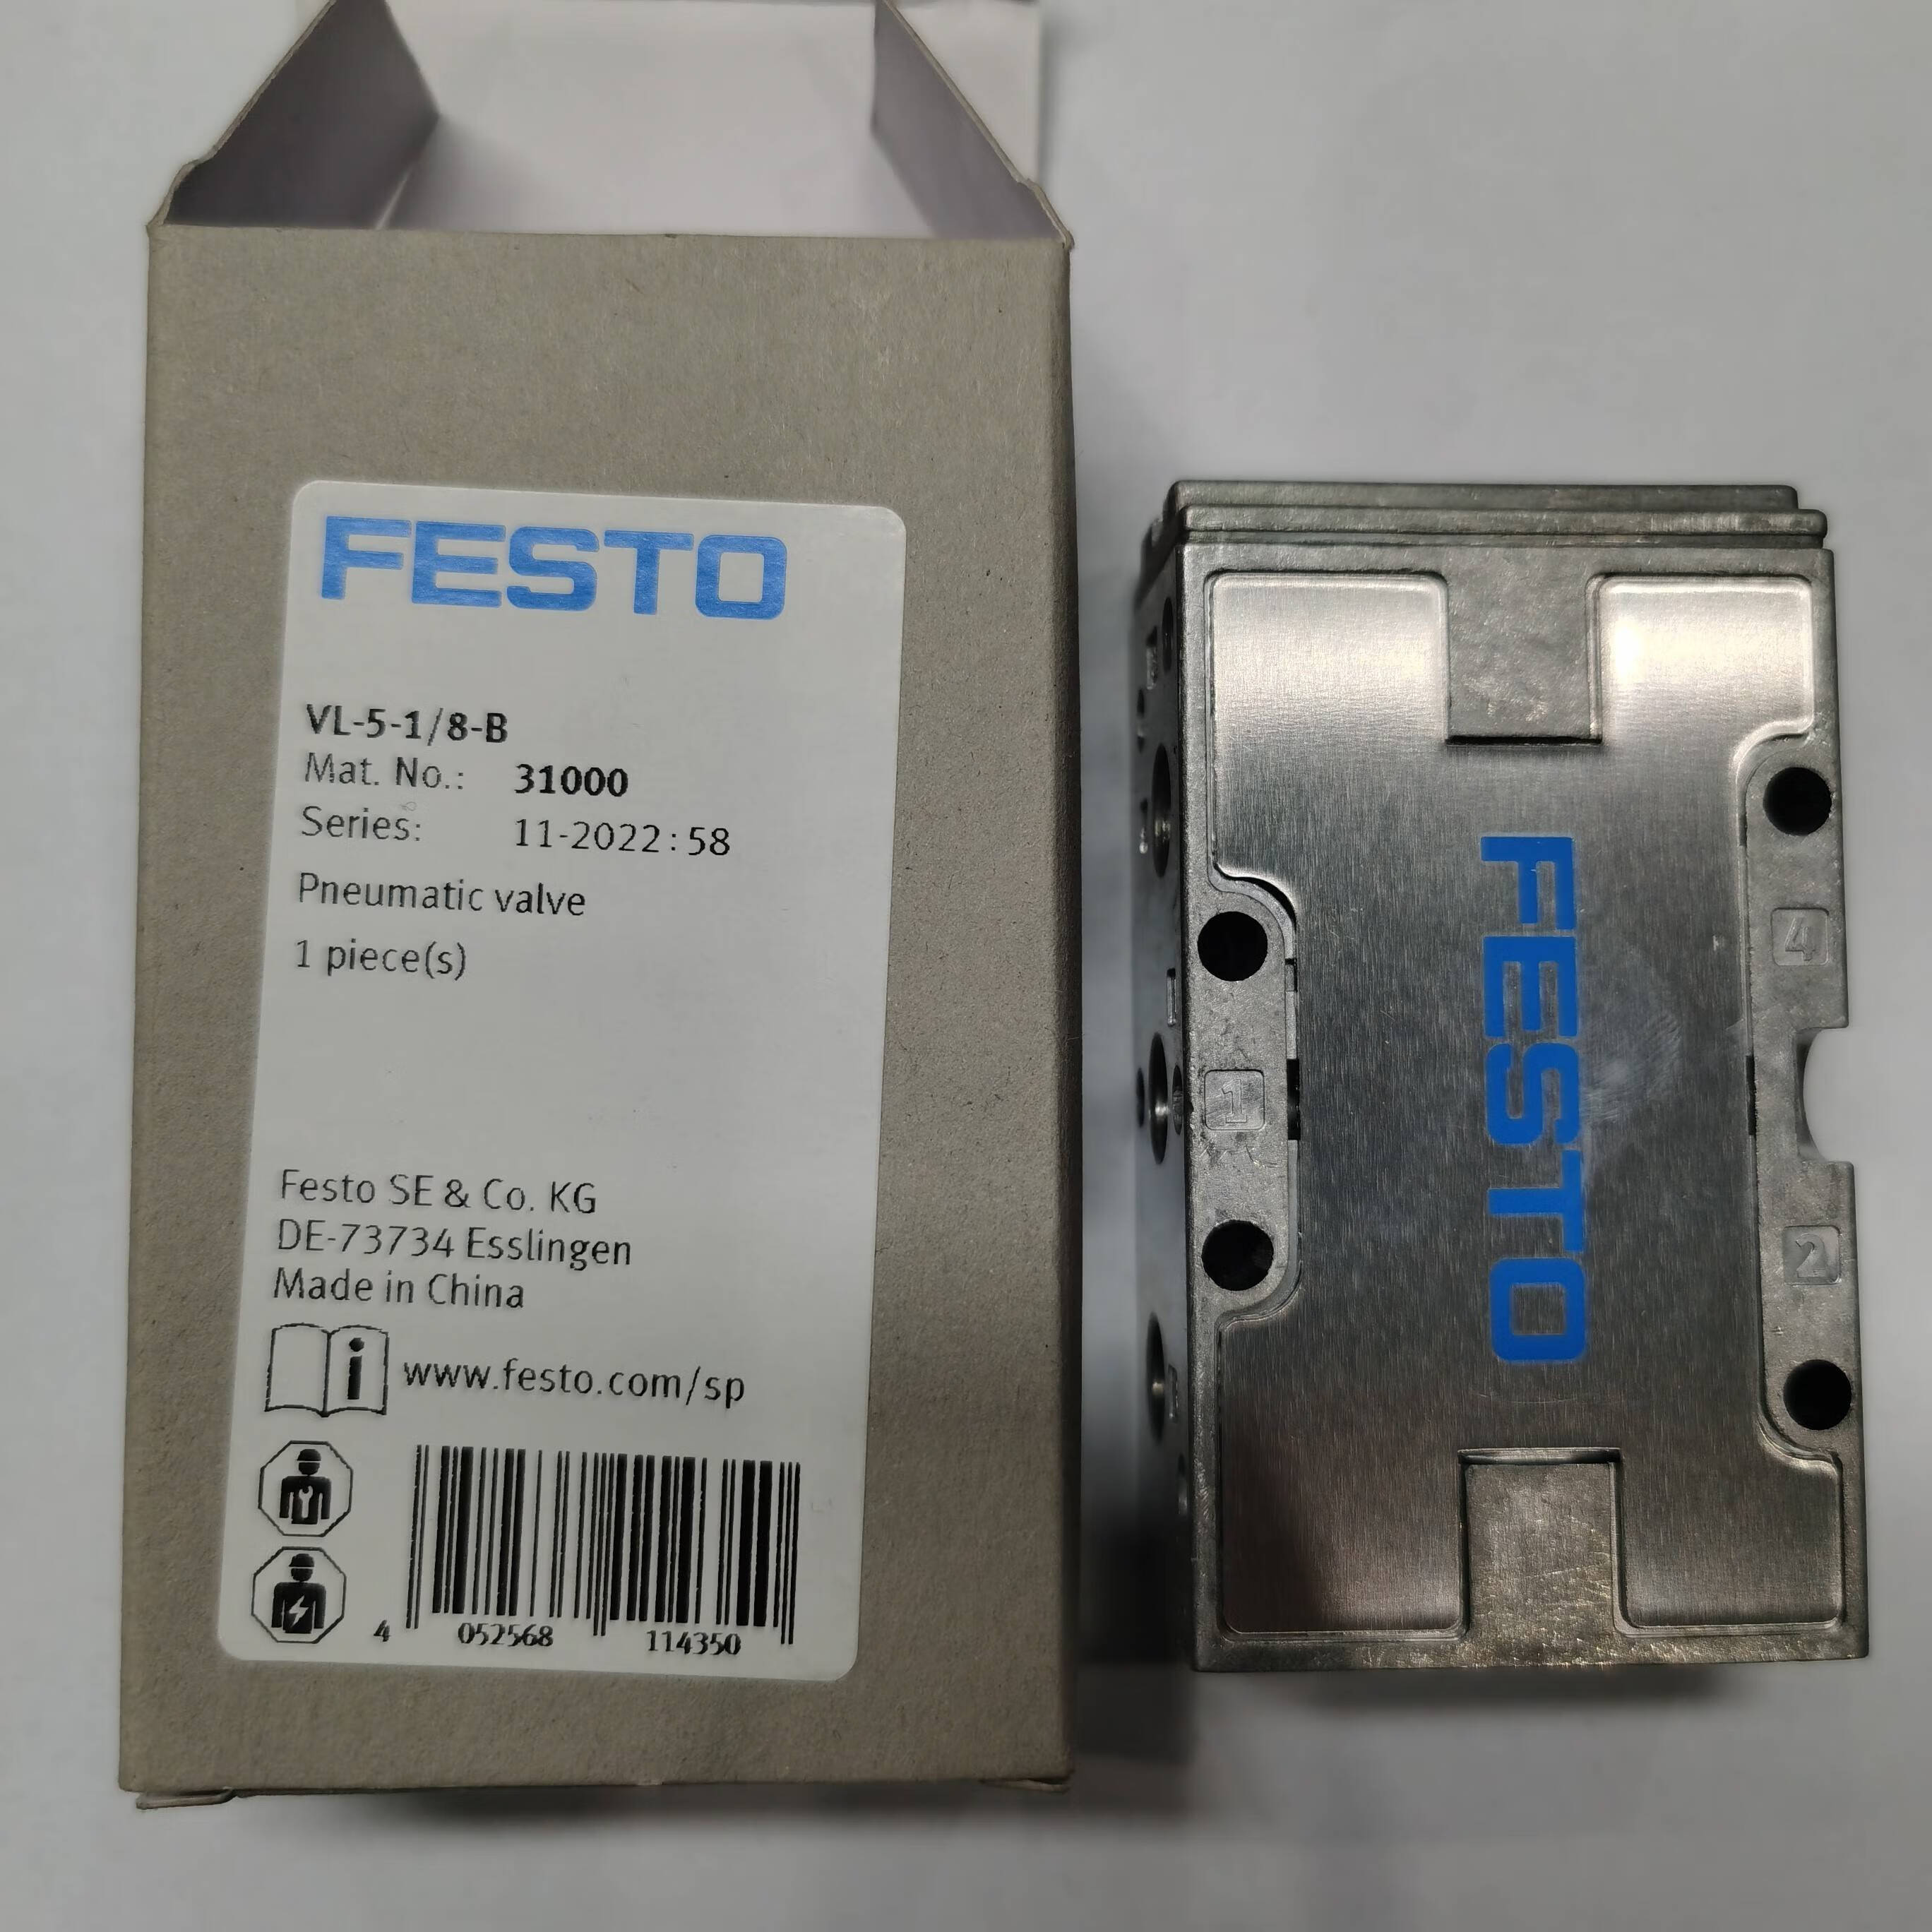 FESTO
VL-5-1/8-B
Mat. No.: 31000
Series: 11-2022:58
Pneumatic valve
1 piece(s)
Festo SE & Co. KG
DE-73734 Esslingen
Made in China
i www.festo.com/sp
4 052568 114350
FESTO
4
1
2